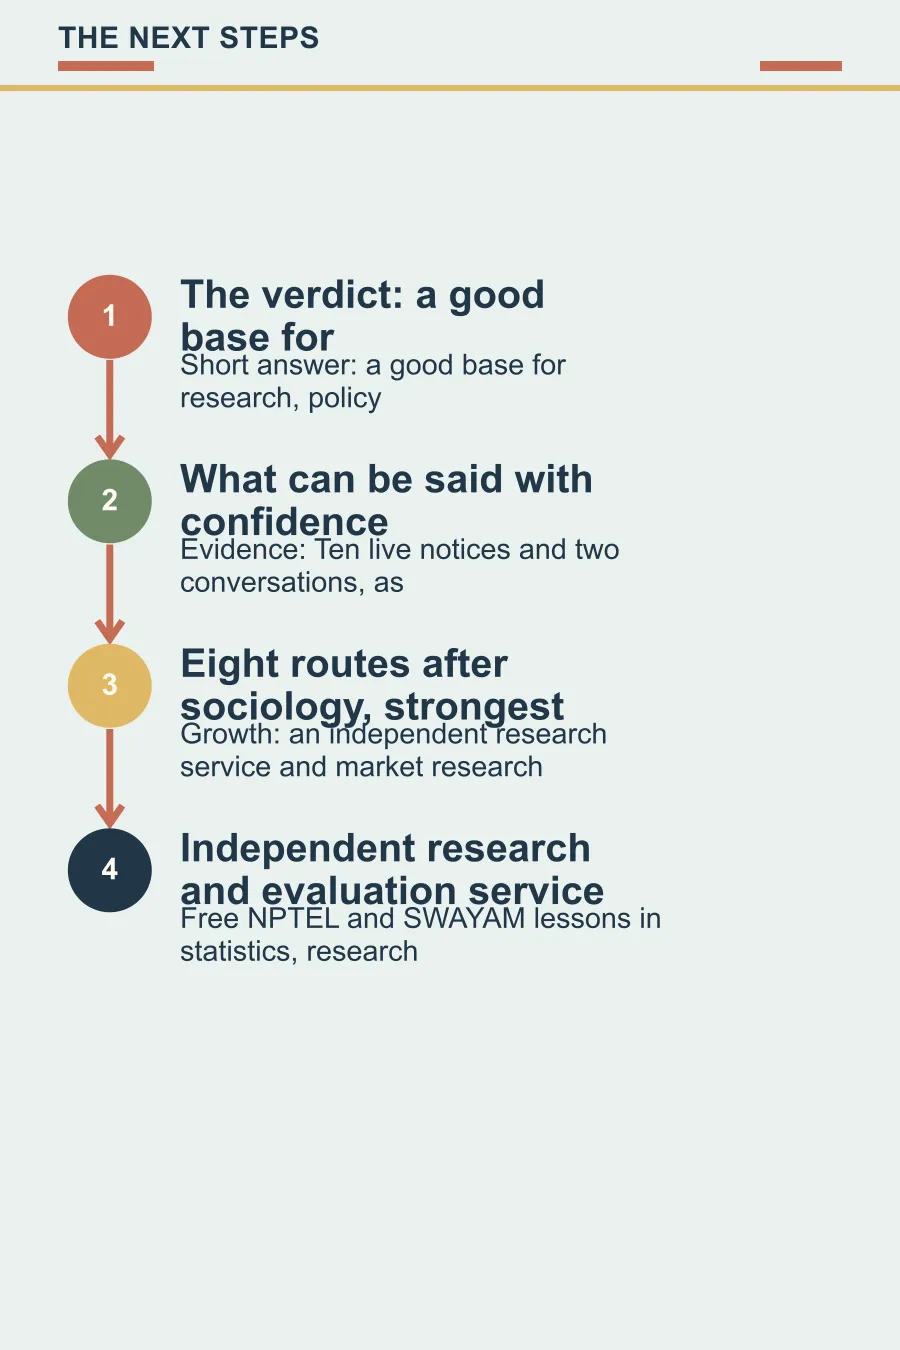 THE NEXT STEPS
1
The verdict: a good
base for
Short answer: a good base for
research, policy
2
What can be said with
confidence
Evidence: Ten live notices and two
conversations, as
3
Eight routes after
sociology, strongest
Growth: an independent research
service and market research
4
Independent research
and evaluation service
Free NPTEL and SWAYAM lessons in
statistics, research